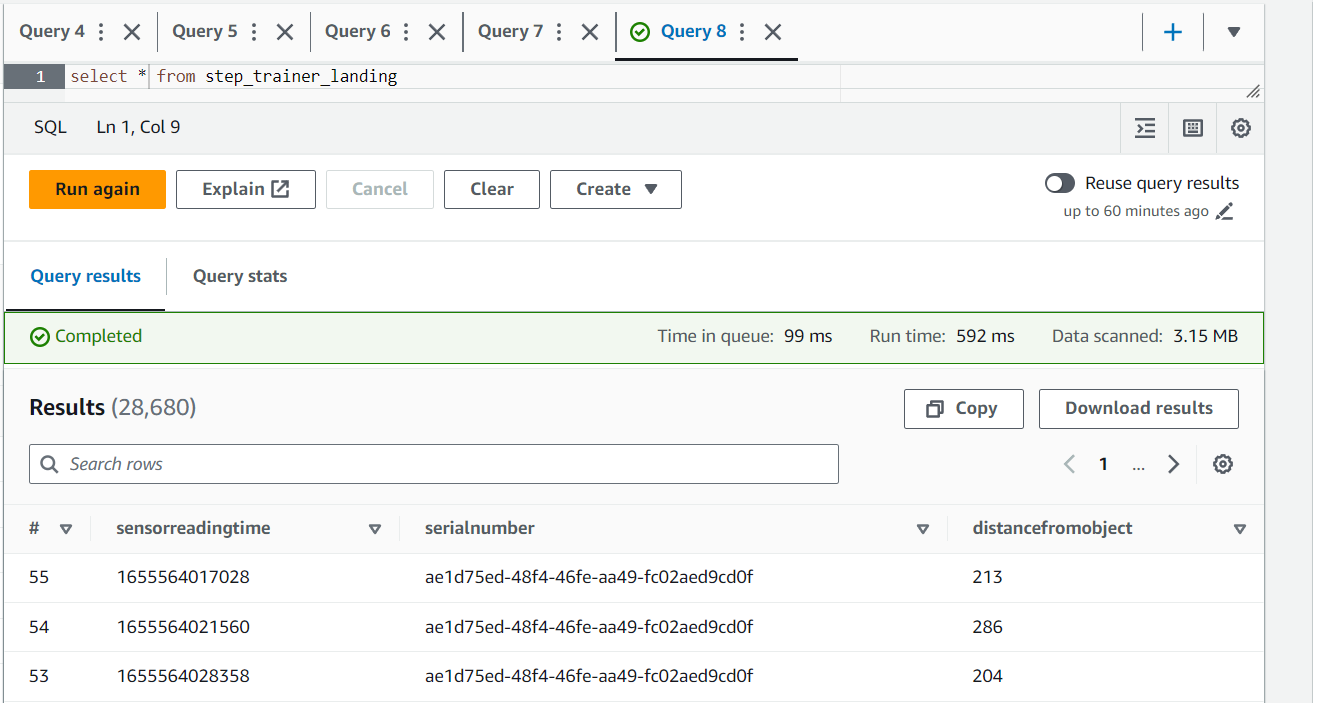 Query 4 Query 5 Query 6 Query 7 Query 8
1 select * from step_trainer_landing
SQL Ln 1, Col 9
Run again Explain Cancel Clear Create Reuse query results
up to 60 minutes ago
Query results Query stats
Completed Time in queue: 99 ms Run time: 592 ms Data scanned: 3.15 MB
Results (28,680) Copy Download results
Search rows 1 ...
# sensorreadingtime serialnumber distancefromobject
55 1655564017028 ae1d75ed-48f4-46fe-aa49-fc02aed9cd0f 213
54 1655564021560 ae1d75ed-48f4-46fe-aa49-fc02aed9cd0f 286
53 1655564028358 ae1d75ed-48f4-46fe-aa49-fc02aed9cd0f 204